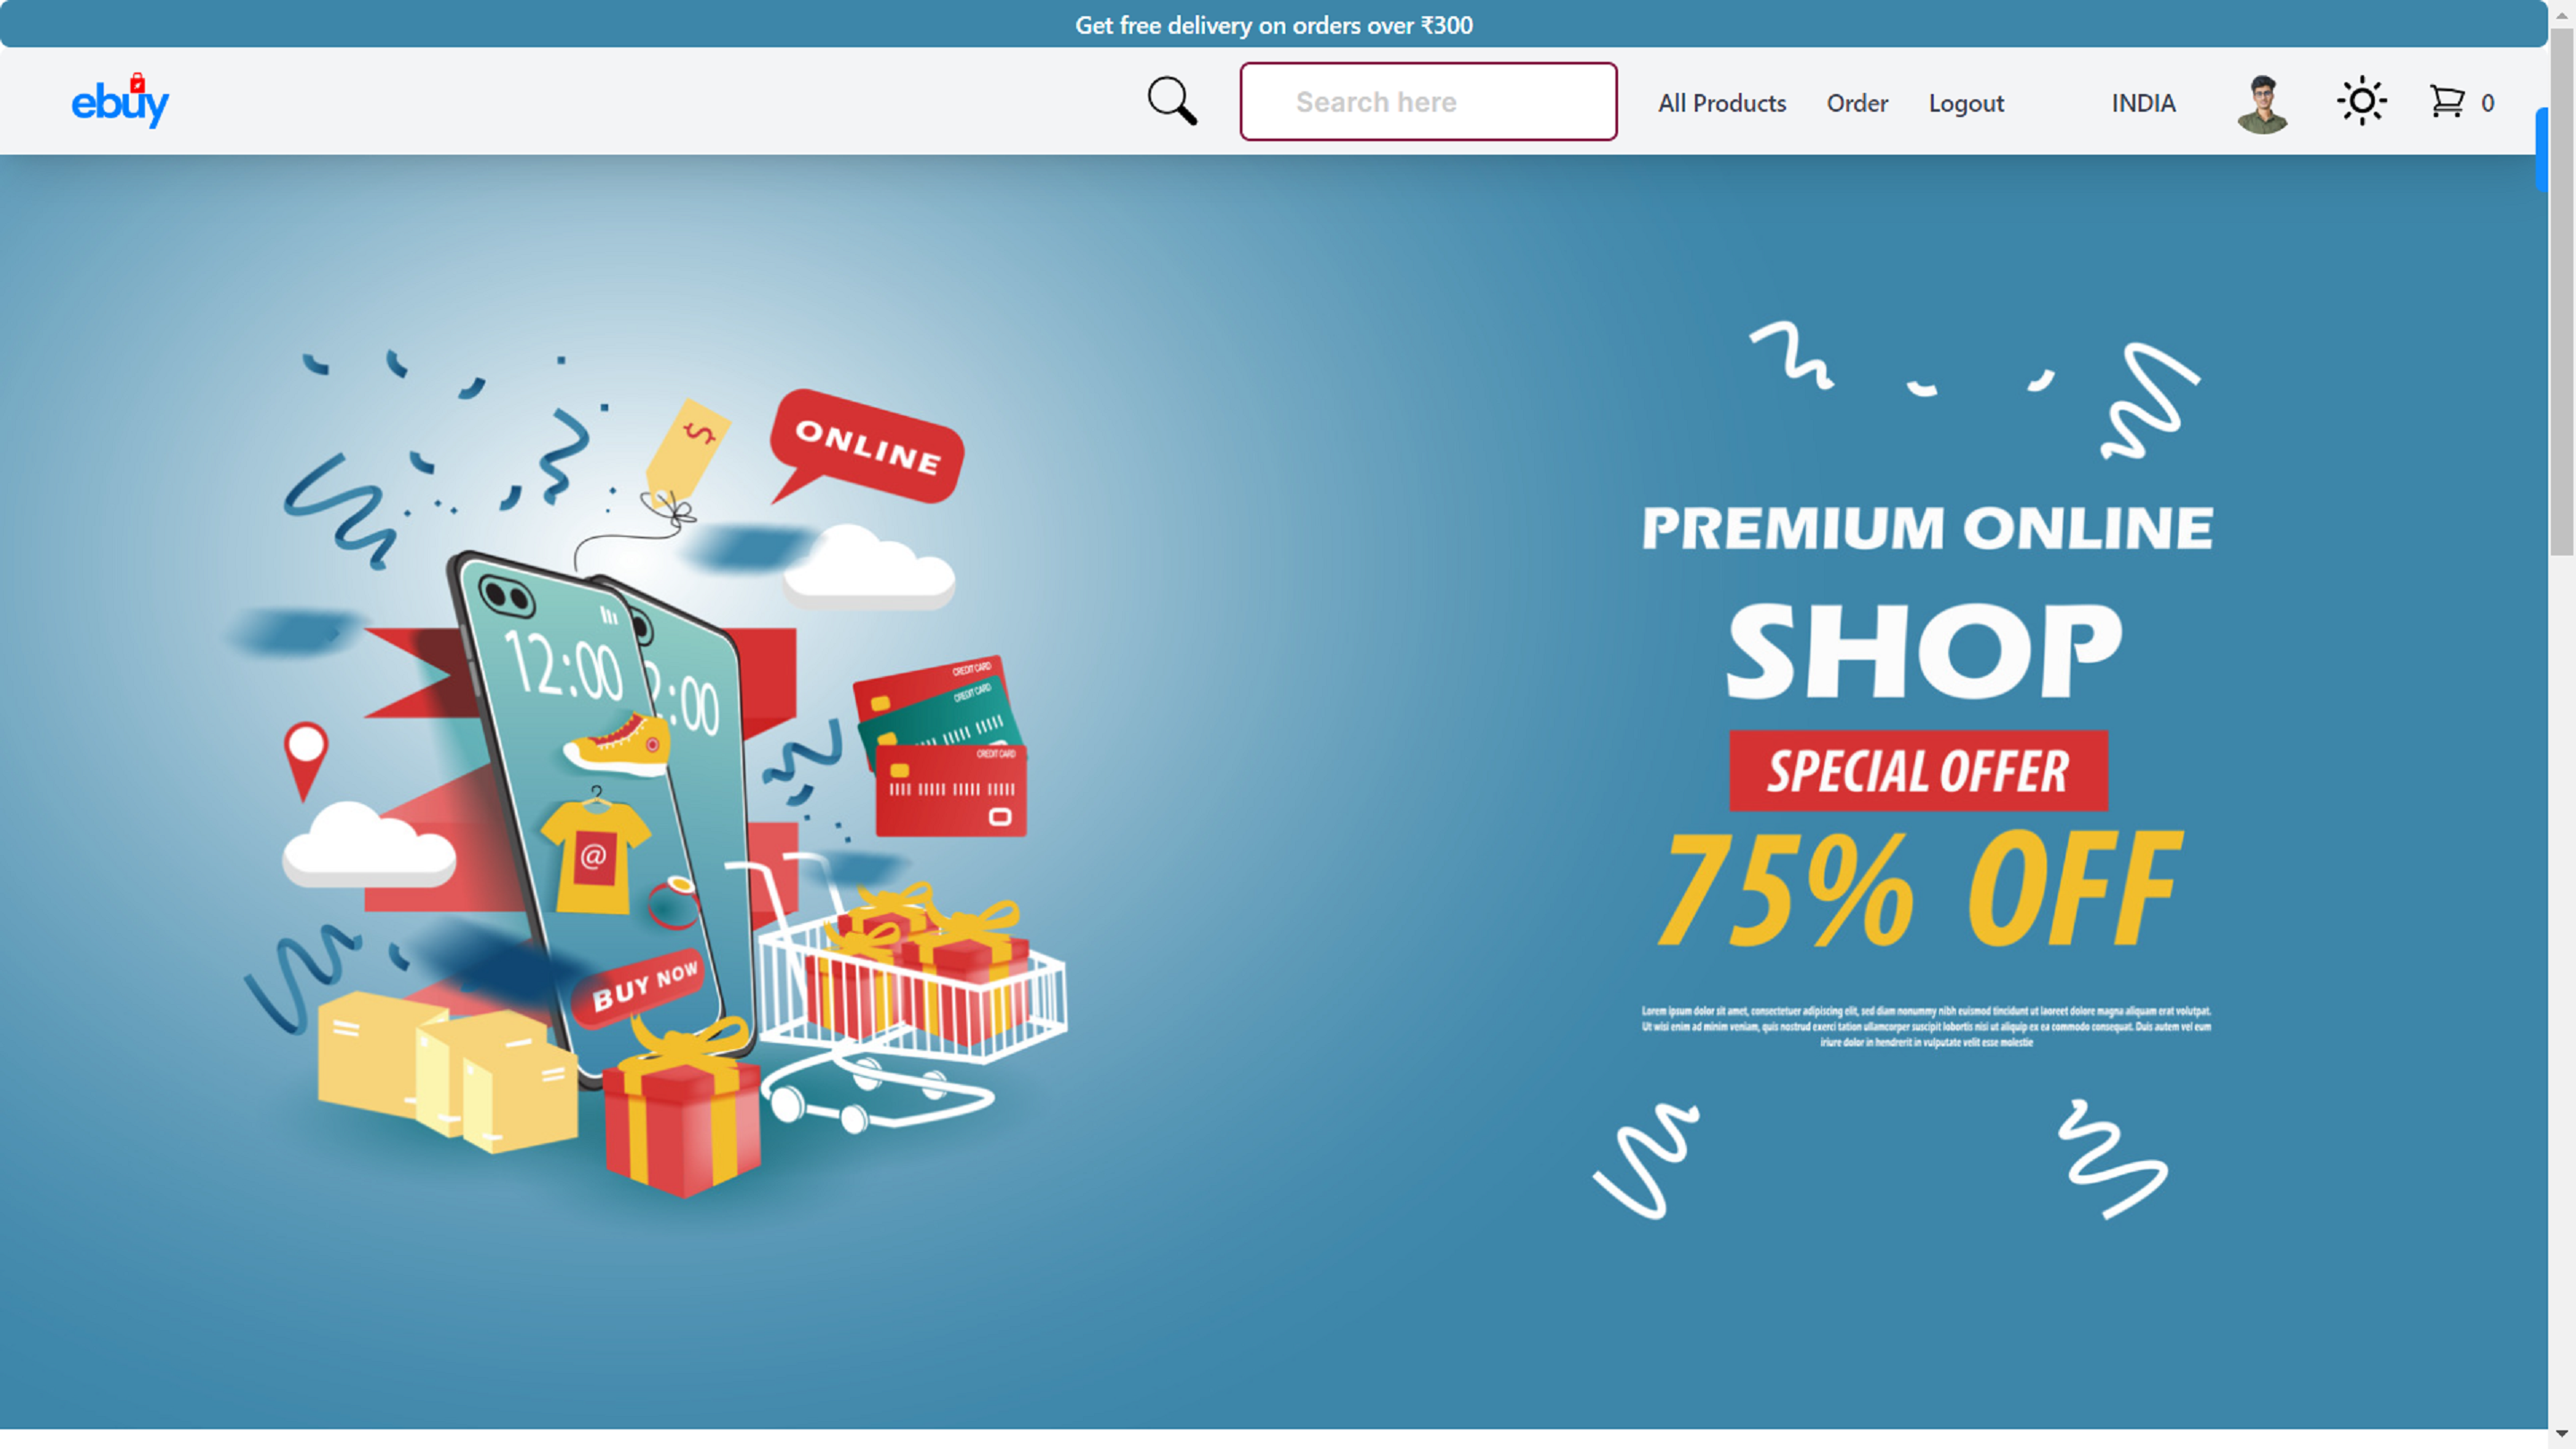 Get free delivery on orders over ₹300
ebuy
Search here
All Products
Order
Logout
INDIA
0
ONLINE
$
PREMIUM ONLINE
SHOP
SPECIAL OFFER
75% OFF
12:00
2:00
CREDIT CARD
CREDIT CARD
CREDIT CARD
@
BUY NOW
Lorem ipsum dolor sit amet, consectetuer adipiscing elit, sed diam nonummy nibh euismod tincidunt ut laoreet dolore magna aliquam erat volutpat.
Ut wisi enim ad minim veniam, quis nostrud exerci tation ullamcorper suscipit lobortis nisl ut aliquip ex ea commodo consequat. Duis autem vel eum
iriure dolor in hendrerit in vulputate velit esse molestie